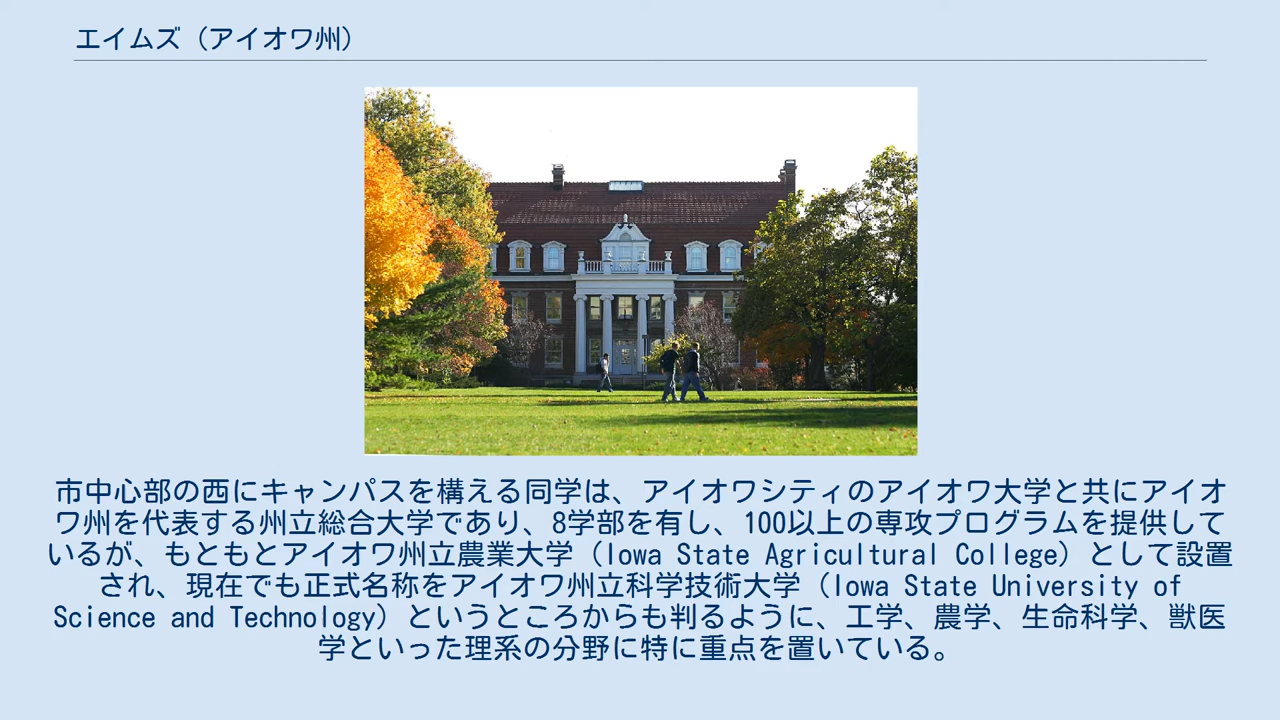 エイムズ（アイオワ州）
市中心部の西にキャンパスを構える同学は、アイオワシティのアイオワ大学と共にアイオ
ワ州を代表する州立総合大学であり、8学部を有し、100以上の専攻プログラムを提供して
いるが、もともとアイオワ州立農業大学（Iowa State Agricultural College）として設置
され、現在でも正式名称をアイオワ州立科学技術大学（Iowa State University of
Science and Technology）というところからも判るように、工学、農学、生命科学、獣医
学といった理系の分野に特に重点を置いている。